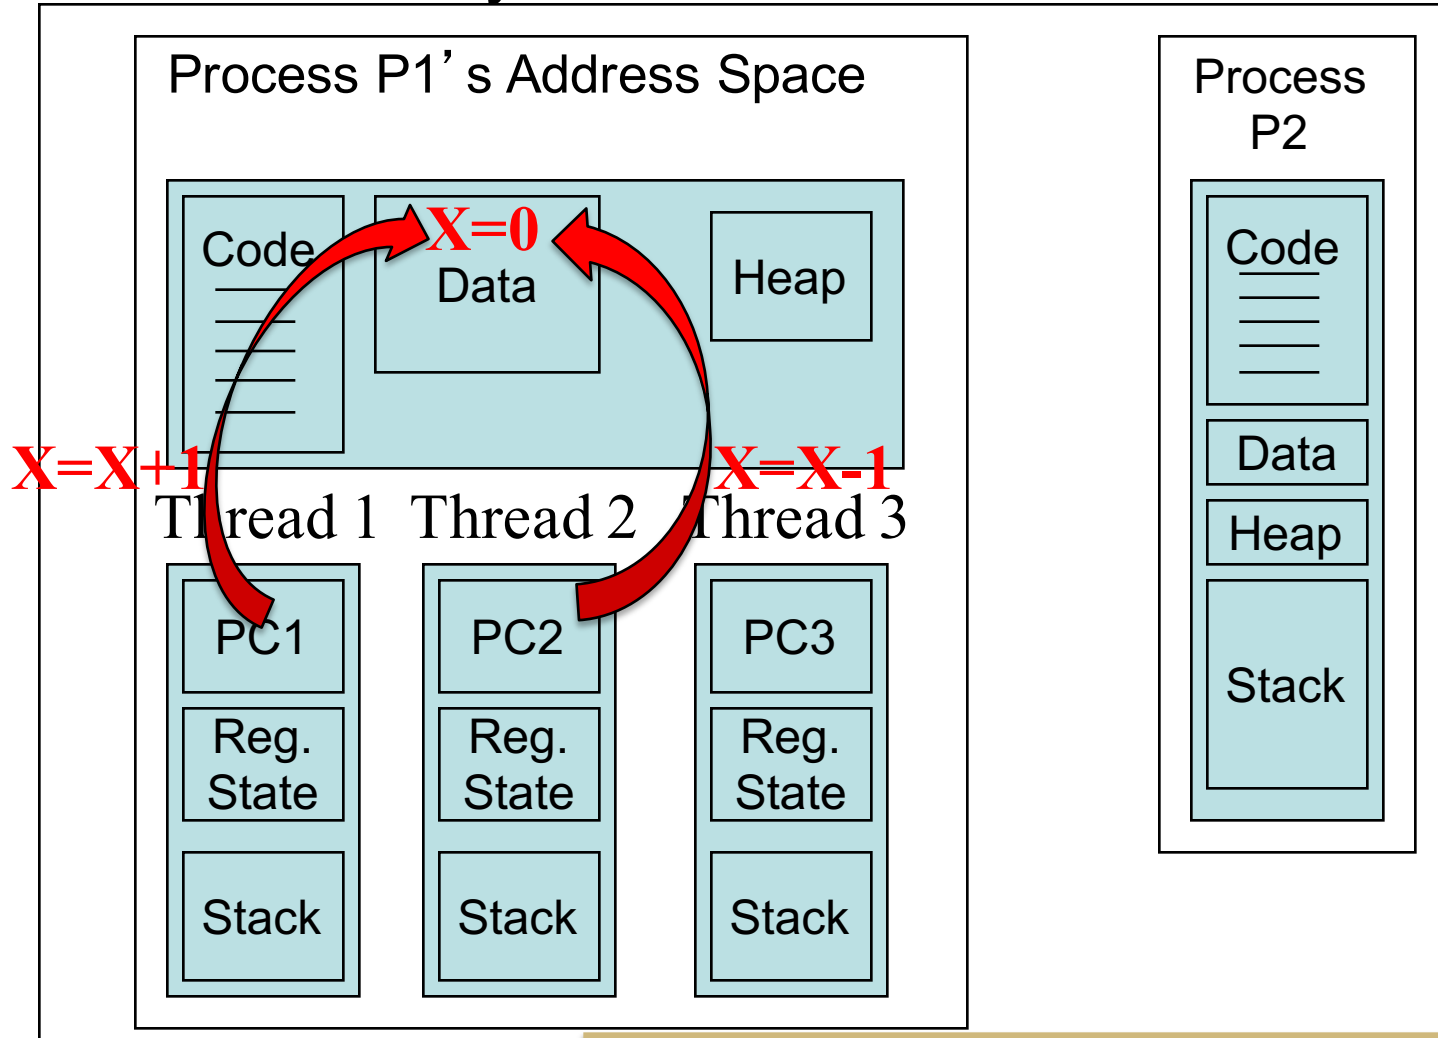 Process P1's Address Space
Code
X=0
Data
Heap
X=X+1
X=X-1
Thread 1
Thread 2
Thread 3
PC1
PC2
PC3
Reg.
State
Reg.
State
Reg.
State
Stack
Stack
Stack
Process
P2
Code
Data
Heap
Stack